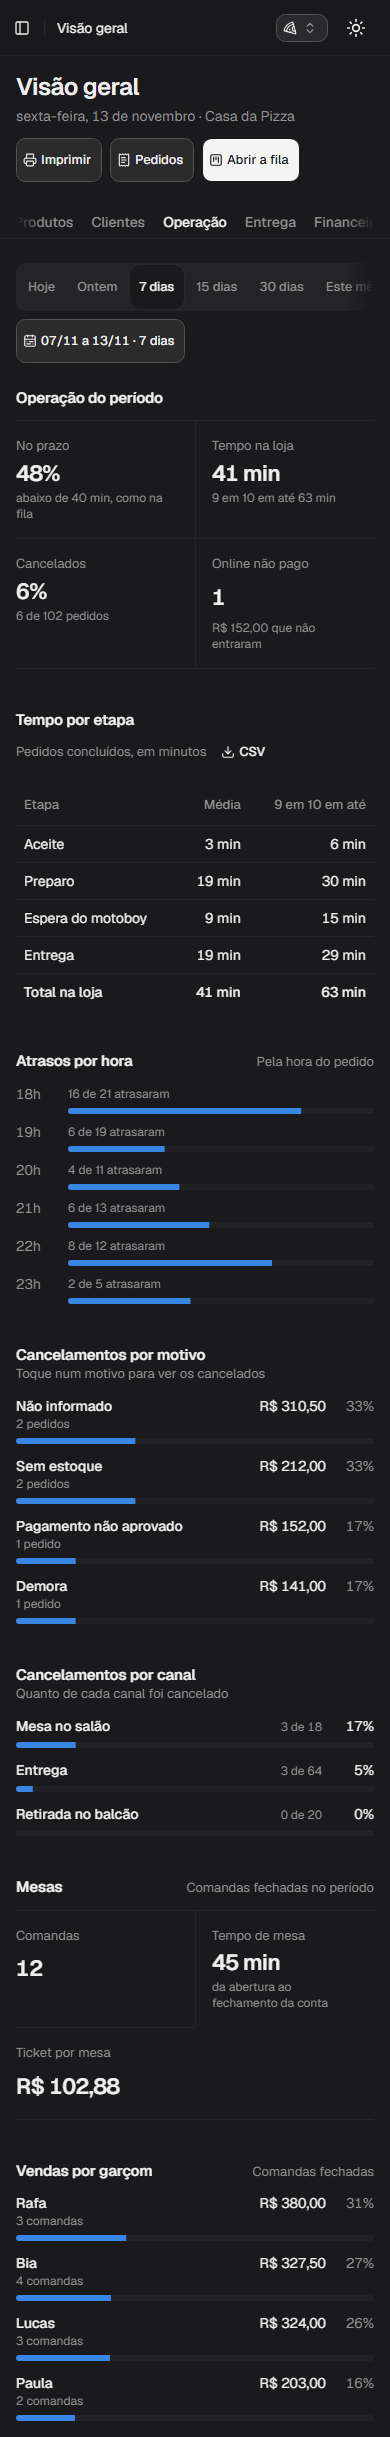 Visão geral
Visão geral
sexta-feira, 13 de novembro · Casa da Pizza
Imprimir Pedidos Abrir a fila
Produtos Clientes Operação Entrega Financei
Hoje Ontem 7 dias 15 dias 30 dias Este mê
07/11 a 13/11 · 7 dias
Operação do período
No prazo
48%
abaixo de 40 min, como na
fila
Tempo na loja
41 min
9 em 10 em até 63 min
Cancelados
6%
6 de 102 pedidos
Online não pago
1
R$ 152,00 que não
entraram
Tempo por etapa
Pedidos concluídos, em minutos CSV
Etapa Média 9 em 10 em até
Aceite 3 min 6 min
Preparo 19 min 30 min
Espera do motoboy 9 min 15 min
Entrega 19 min 29 min
Total na loja 41 min 63 min
Atrasos por hora Pela hora do pedido
18h 16 de 21 atrasaram
19h 6 de 19 atrasaram
20h 4 de 11 atrasaram
21h 6 de 13 atrasaram
22h 8 de 12 atrasaram
23h 2 de 5 atrasaram
Cancelamentos por motivo
Toque num motivo para ver os cancelados
Não informado R$ 310,50 33%
2 pedidos
Sem estoque R$ 212,00 33%
2 pedidos
Pagamento não aprovado R$ 152,00 17%
1 pedido
Demora R$ 141,00 17%
1 pedido
Cancelamentos por canal
Quanto de cada canal foi cancelado
Mesa no salão 3 de 18 17%
Entrega 3 de 64 5%
Retirada no balcão 0 de 20 0%
Mesas Comandas fechadas no período
Comandas
12
Tempo de mesa
45 min
da abertura ao
fechamento da conta
Ticket por mesa
R$ 102,88
Vendas por garçom Comandas fechadas
Rafa R$ 380,00 31%
3 comandas
Bia R$ 327,50 27%
4 comandas
Lucas R$ 324,00 26%
3 comandas
Paula R$ 203,00 16%
2 comandas